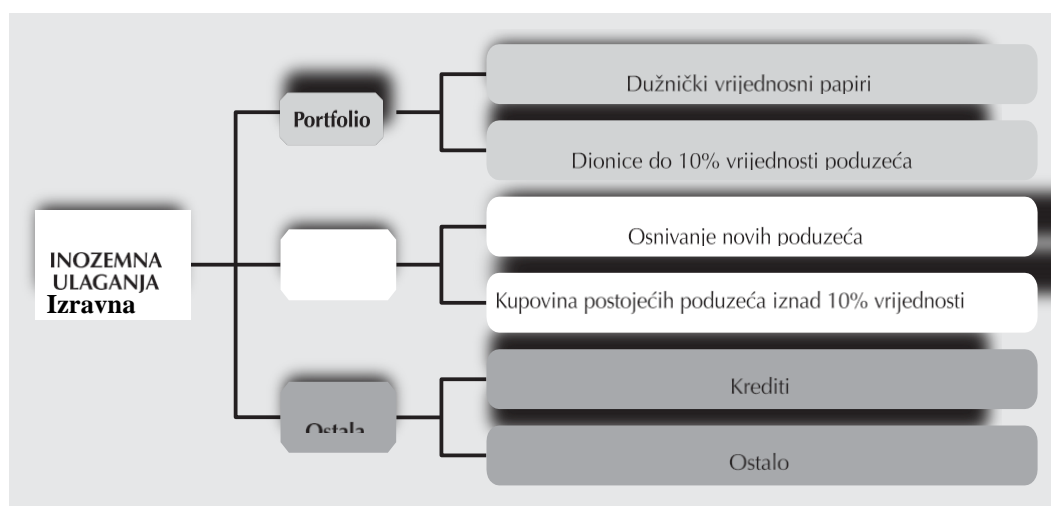 Dužnički vrijednosni papiri
Portfolio
Dionice do 10% vrijednosti poduzeća
INOZEMNA
ULAGANJA
Izravna
Osnivanje novih poduzeća
Kupovina postojećih poduzeća iznad 10% vrijednosti
Ostala
Krediti
Ostalo